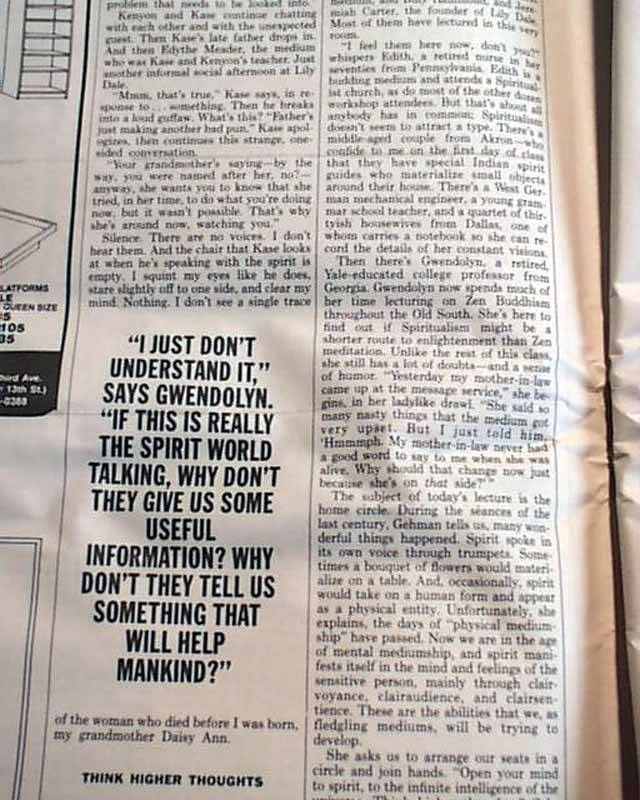 problem that needs to be looked into.
Kenyon and Kase continue chatting
with each other and with the unexpected
guest. Then Kase's late father drops in.
And then Edythe Meader, the medium
who was Kase and Kenyon's teacher. Just
another informal social afternoon at Lily
Dale.
"Mmm, that's true," Kase says, in re-
sponse to . . . something. Then he breaks
into a loud guffaw. What's this? "Father's
just making another bad pun," Kase apol-
ogizes, then continues this strange, one-
sided conversation.
"Your grandmother's saying—by the
way, you were named after her, no?—
anyway, she wants you to know that she
tried, in her time, to do what you're doing
now, but it wasn't possible. That's why
she's around now, watching you."
Silence. There are no voices. I don't
hear them. And the chair that Kase looks
at when he's speaking with the spirit is
empty. I squint my eyes like he does,
stare slightly off to one side, and clear my
mind. Nothing. I don't see a single trace
"I JUST DON'T
UNDERSTAND IT,"
SAYS GWENDOLYN.
"IF THIS IS REALLY
THE SPIRIT WORLD
TALKING, WHY DON'T
THEY GIVE US SOME
USEFUL
INFORMATION? WHY
DON'T THEY TELL US
SOMETHING THAT
WILL HELP
MANKIND?"
of the woman who died before I was born,
my grandmother Daisy Ann.
THINK HIGHER THOUGHTS
miah Carter, the founder of Lily Dale.
Most of them have lectured in this very
room.
"I feel them here now, don't you?"
whispers Edith, a retired nurse in her
seventies from Pennsylvania. Edith is a
budding medium and attends a Spiritual-
ist church, as do most of the other dozen
workshop attendees. But that's about all
anybody has in common; Spiritualism
doesn't seem to attract a type. There's a
middle-aged couple from Akron—who
confide to me on the first day of class
that they have special Indian spirit
guides who materialize small objects
around their house. There's a West Ger-
man mechanical engineer, a young gram-
mar school teacher, and a quartet of thir-
tyish housewives from Dallas, one of
whom carries a notebook so she can re-
cord the details of her constant visions.
Then there's Gwendolyn, a retired,
Yale-educated college professor from
Georgia. Gwendolyn now spends much of
her time lecturing on Zen Buddhism
throughout the Old South. She's here to
find out if Spiritualism might be a
shorter route to enlightenment than Zen
meditation. Unlike the rest of this class,
she still has a lot of doubts—and a sense
of humor. "Yesterday my mother-in-law
came up at the message service," she be-
gins, in her ladylike drawl. "She said so
many nasty things that the medium got
very upset. But I just told him,
'Hmmmph. My mother-in-law never had
a good word to say to me when she was
alive. Why should that change now just
because she's on that side?'"
The subject of today's lecture is the
home circle. During the séances of the
last century, Gehman tells us, many won-
derful things happened. Spirit spoke in
its own voice through trumpets. Some-
times a bouquet of flowers would materi-
alize on a table. And, occasionally, spirit
would take on a human form and appear
as a physical entity. Unfortunately, she
explains, the days of "physical medium-
ship" have passed. Now we are in the age
of mental mediumship, and spirit mani-
fests itself in the mind and feelings of the
sensitive person, mainly through clair-
voyance, clairaudience, and clairsen-
tience. These are the abilities that we, as
fledgling mediums, will be trying to
develop.
She asks us to arrange our seats in a
circle and join hands. "Open your mind
to spirit, to the infinite intelligence of the
LATFORMS
LE
QUEEN SIZE
105
hird Ave.
13th St.)
-0388